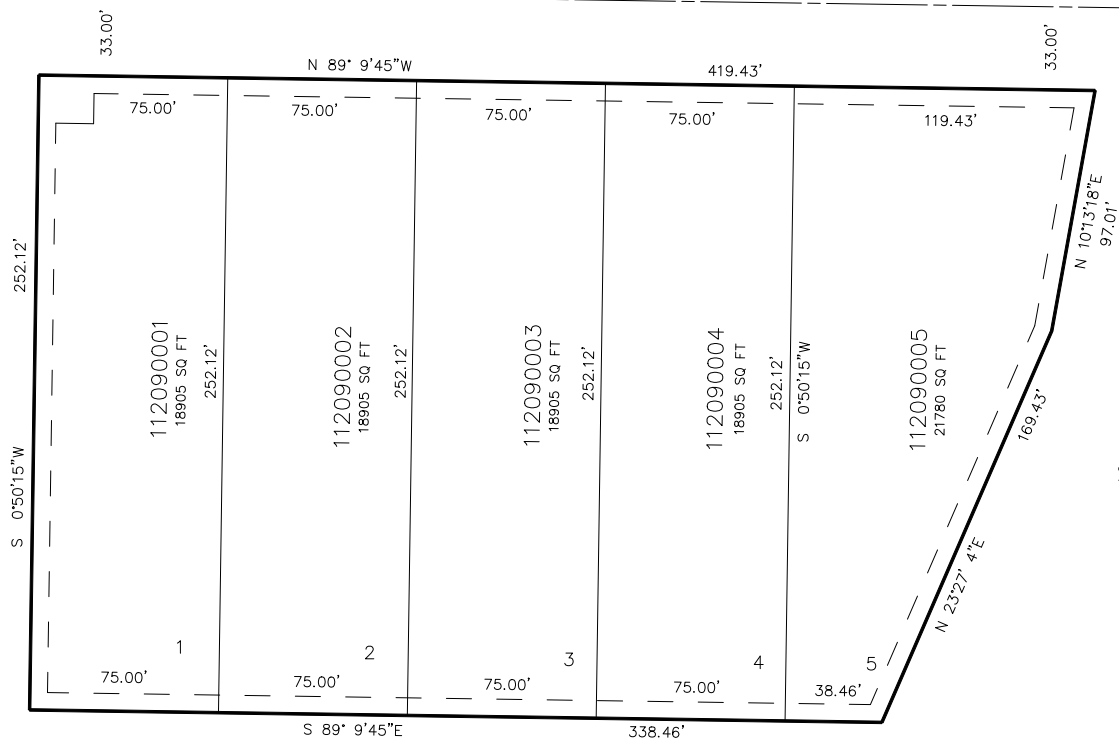 33.00'
33.00'
N 89° 9'45"W
419.43'
75.00'
75.00'
75.00'
75.00'
119.43'
N 10°13'18"E
97.01'
252.12'
S 0°50'15"W
112090001
18905 SQ FT
252.12'
112090002
18905 SQ FT
252.12'
112090003
18905 SQ FT
252.12'
112090004
18905 SQ FT
252.12'
S 0°50'15"W
112090005
21780 SQ FT
169.43'
N 23°27' 4"E
1
2
3
4
5
75.00'
75.00'
75.00'
75.00'
38.46'
S 89° 9'45"E
338.46'